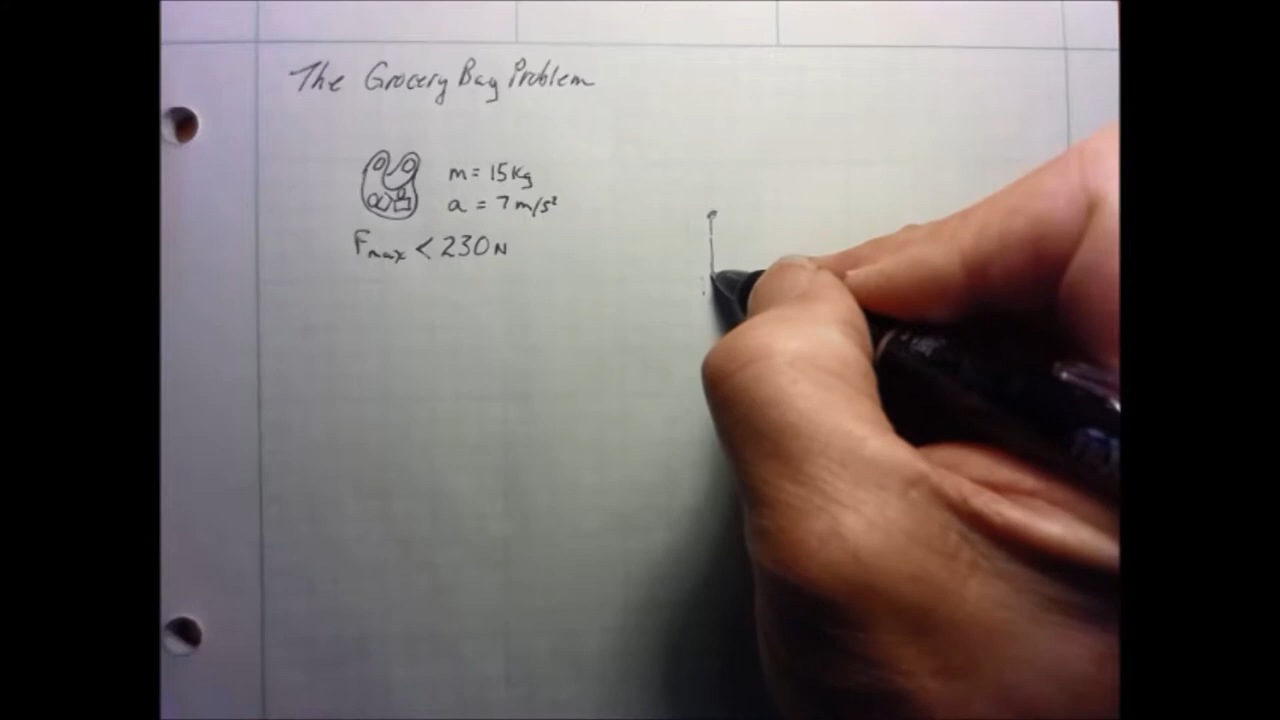 The Grocery Bag Problem
m = 15 kg
a = 7 m/s²
Fmax < 230 N